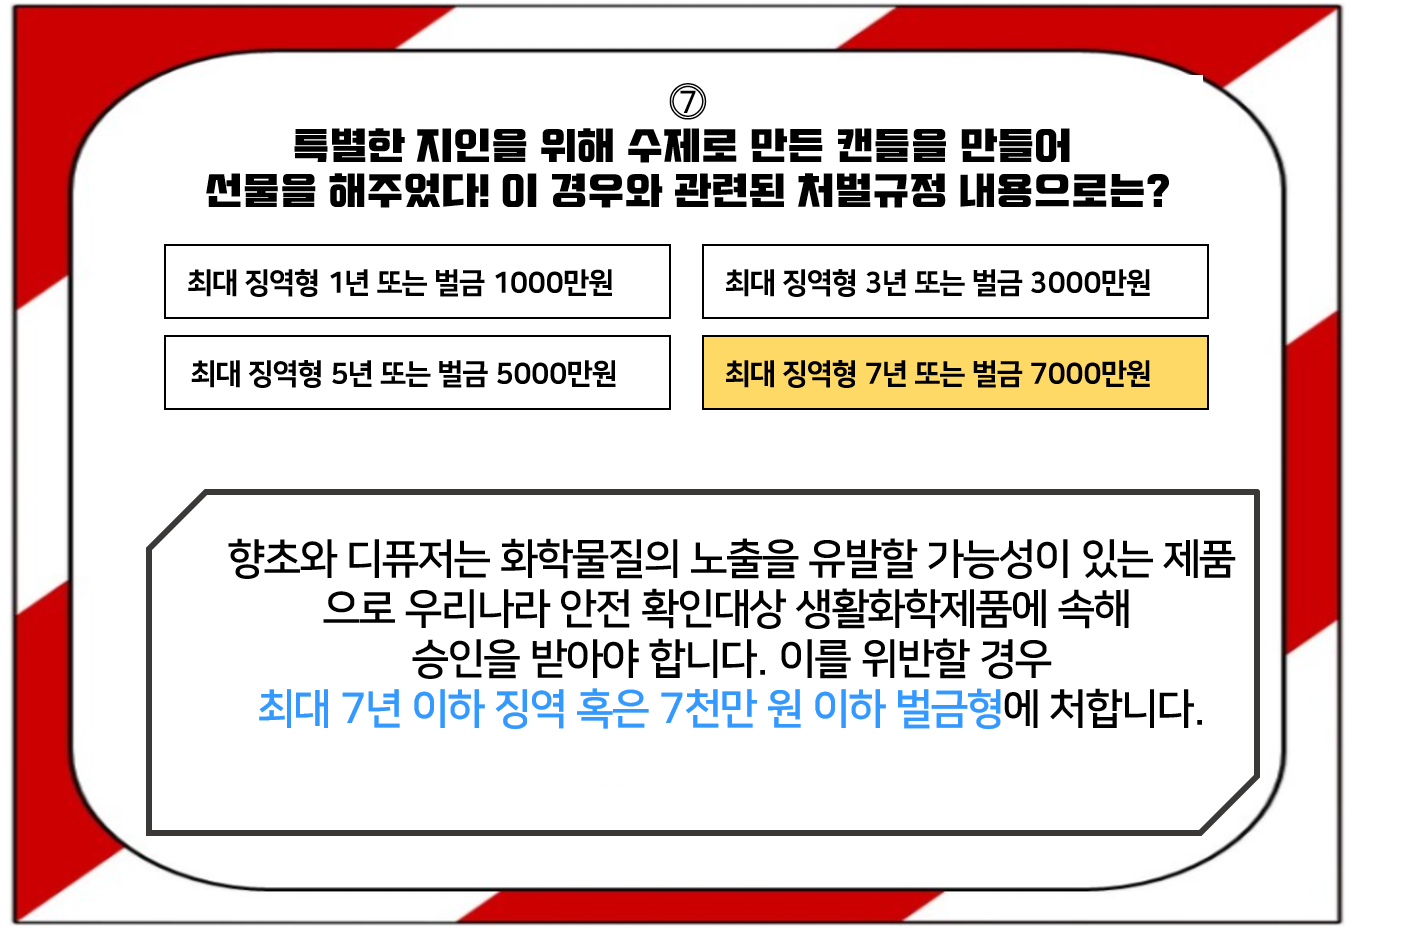 ⑦
특별한 지인을 위해 수제로 만든 캔들을 만들어
선물을 해주었다! 이 경우와 관련된 처벌규정 내용으로는?
최대 징역형 1년 또는 벌금 1000만원
최대 징역형 3년 또는 벌금 3000만원
최대 징역형 5년 또는 벌금 5000만원
최대 징역형 7년 또는 벌금 7000만원
향초와 디퓨저는 화학물질의 노출을 유발할 가능성이 있는 제품
으로 우리나라 안전 확인대상 생활화학제품에 속해
승인을 받아야 합니다. 이를 위반할 경우
최대 7년 이하 징역 혹은 7천만 원 이하 벌금형에 처합니다.